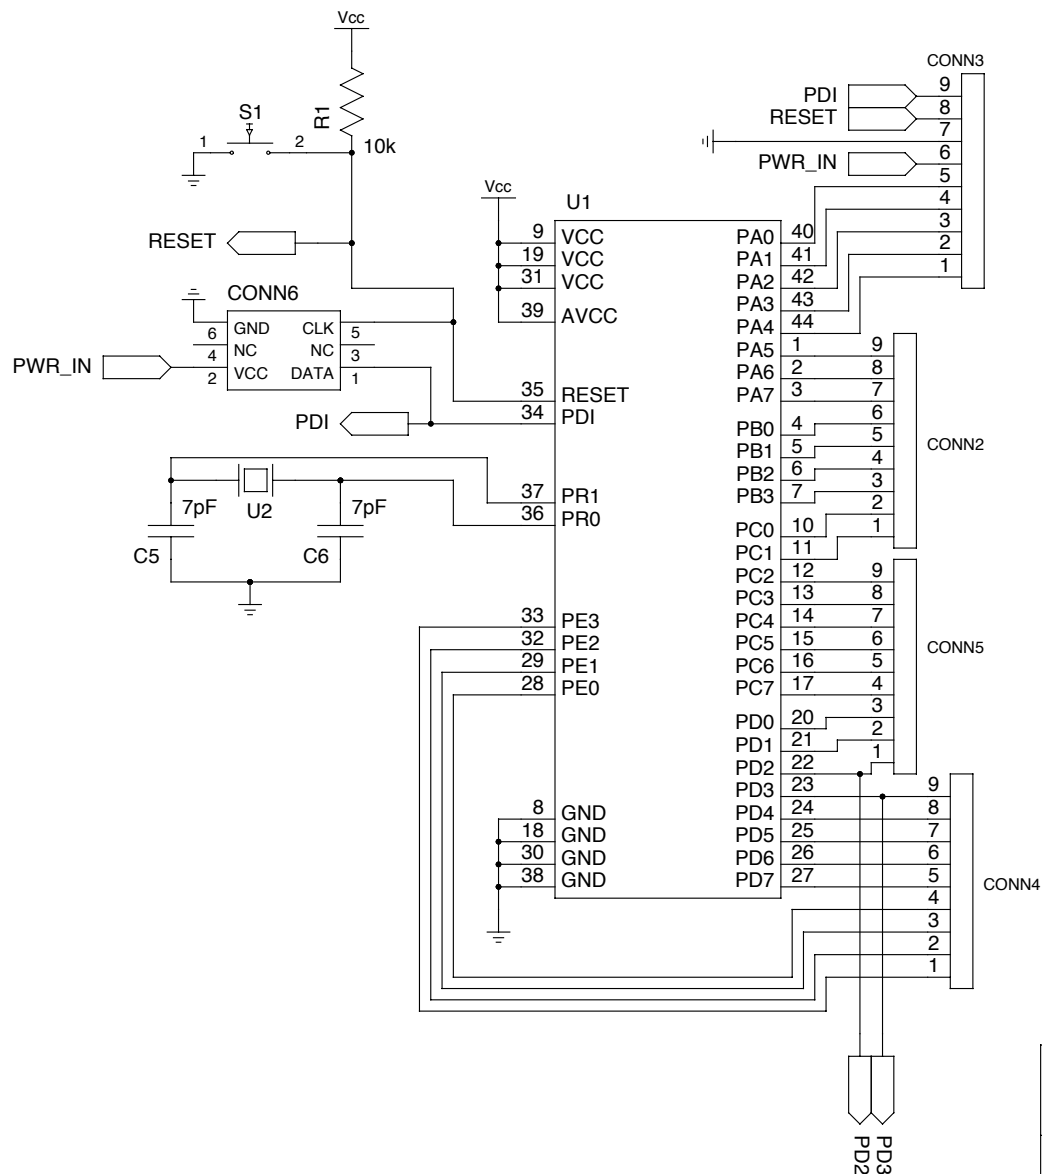 Vcc
R1
10k
S1
1
2
RESET
CONN6
GND
NC
VCC
CLK
NC
DATA
6
4
2
5
3
1
PWR_IN
PDI
7pF
U2
7pF
C5
C6
CONN3
PDI
RESET
PWR_IN
9
8
7
6
5
4
3
2
1
Vcc
U1
9 VCC
19 VCC
31 VCC
39 AVCC
35 RESET
34 PDI
37 PR1
36 PR0
33 PE3
32 PE2
29 PE1
28 PE0
8 GND
18 GND
30 GND
38 GND
PA0 40
PA1 41
PA2 42
PA3 43
PA4 44
PA5 1
PA6 2
PA7 3
PB0 4
PB1 5
PB2 6
PB3 7
PC0 10
PC1 11
PC2 12
PC3 13
PC4 14
PC5 15
PC6 16
PC7 17
PD0 20
PD1 21
PD2 22
PD3 23
PD4 24
PD5 25
PD6 26
PD7 27
9
8
7
6
5
4
3
2
1
CONN2
9
8
7
6
5
4
3
2
1
CONN5
9
8
7
6
5
4
3
2
1
CONN4
PD2
PD3